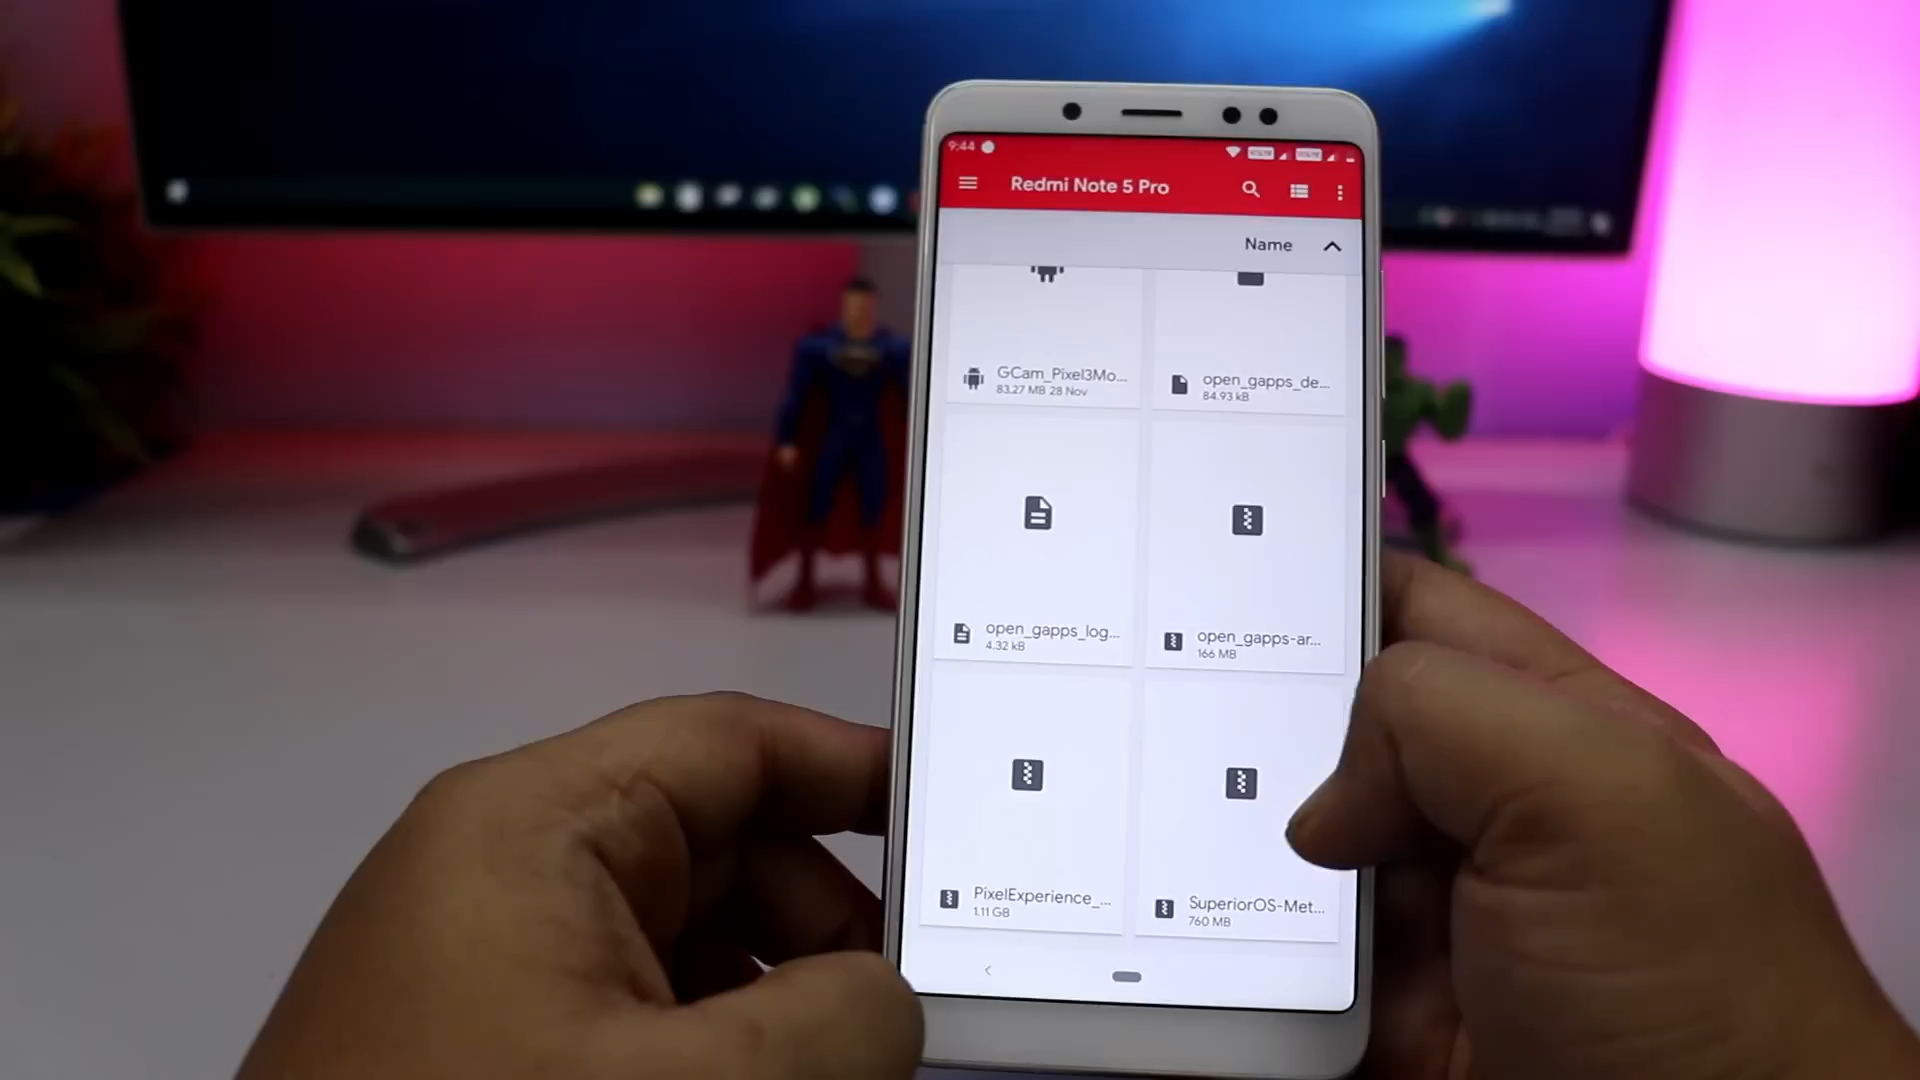 9:44
Redmi Note 5 Pro
Name
GCam_Pixel3Mo...
83.27 MB 28 Nov
open_gapps_de...
84.93 kB
open_gapps_log...
4.32 kB
open_gapps-ar...
166 MB
PixelExperience_...
1.11 GB
SuperiorOS-Met...
760 MB